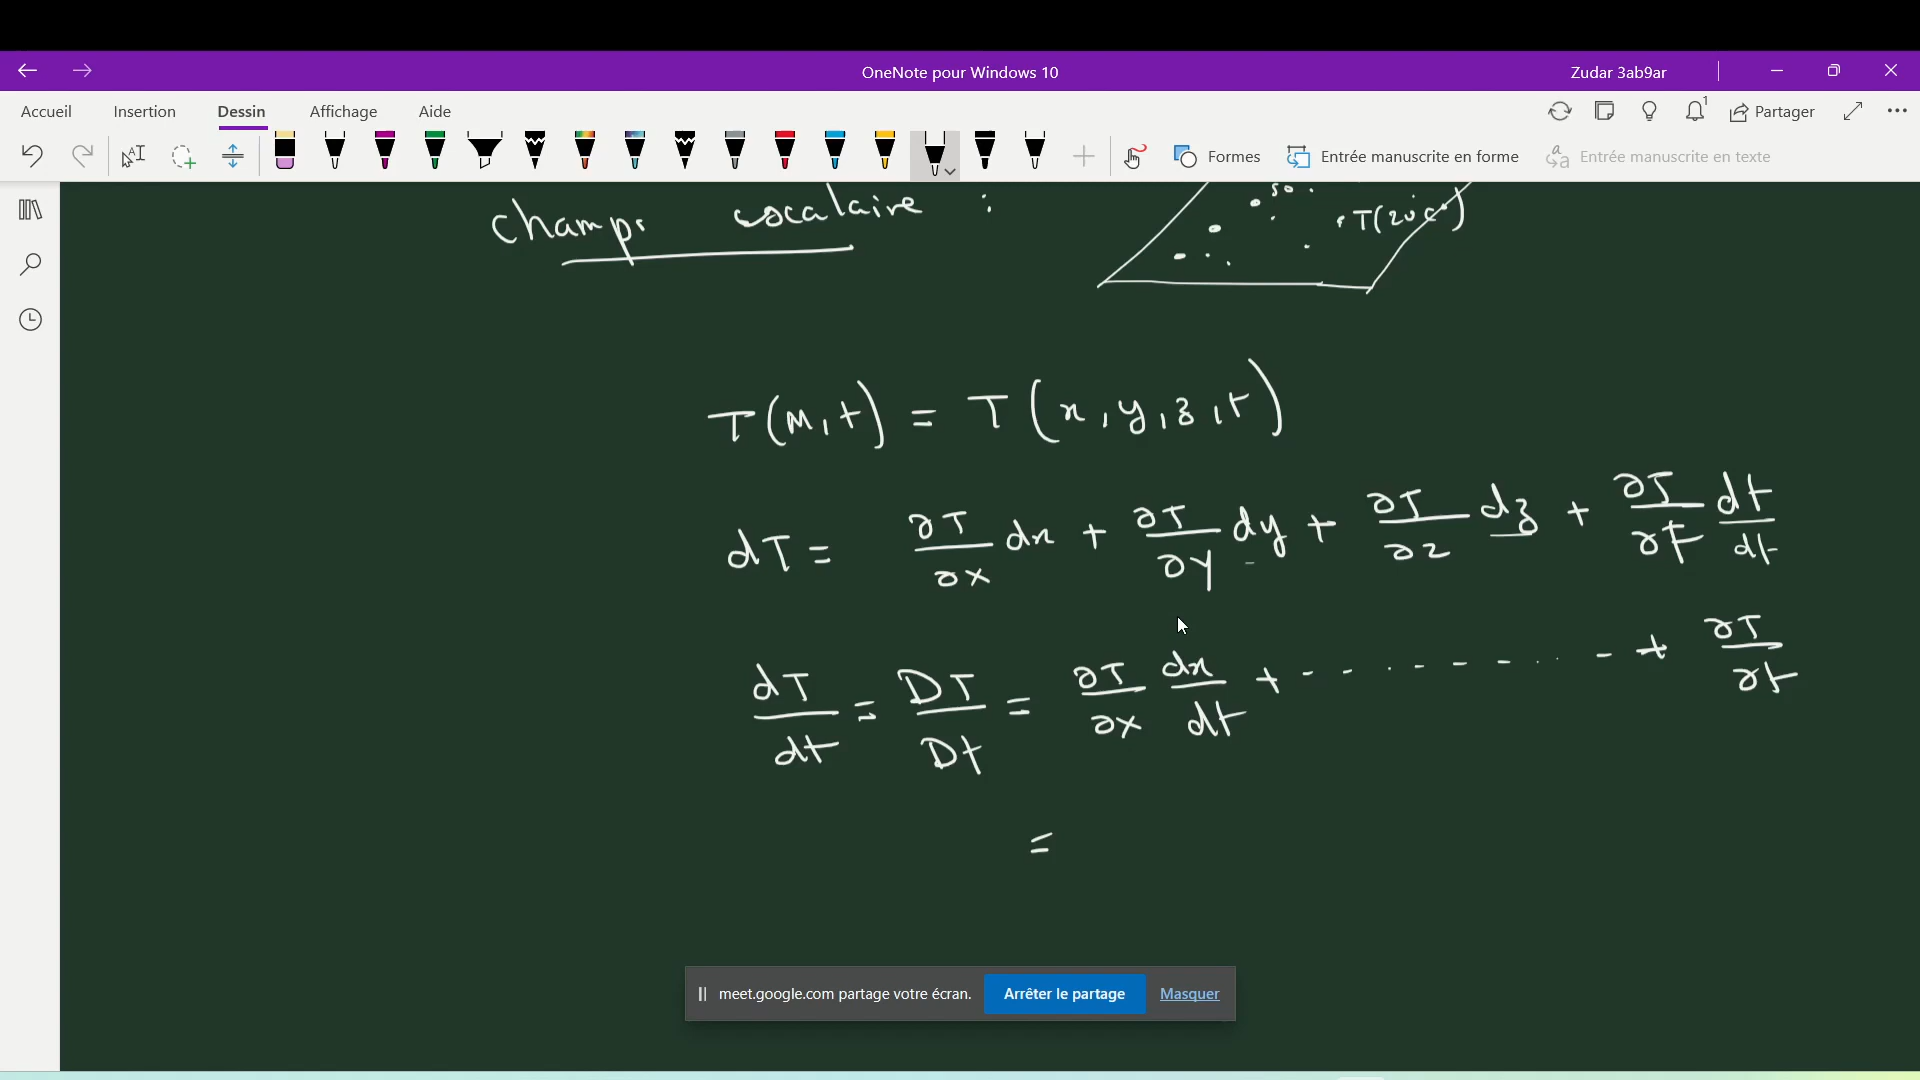 OneNote pour Windows 10
Zudar 3ab9ar
Accueil Insertion Dessin Affichage Aide
1
Partager
Formes
Entrée manuscrite en forme
Entrée manuscrite en texte
champs scalaire :
T(20°C)
T(M,t) = T(x,y,z,t)
dT = ∂T/∂x dx + ∂T/∂y dy + ∂T/∂z dz + ∂T/∂t dt/dt
dT/dt = DT/Dt = ∂T/∂x dx/dt + - - · - - - · · - + ∂T/∂t
=
meet.google.com partage votre écran. Arrêter le partage Masquer